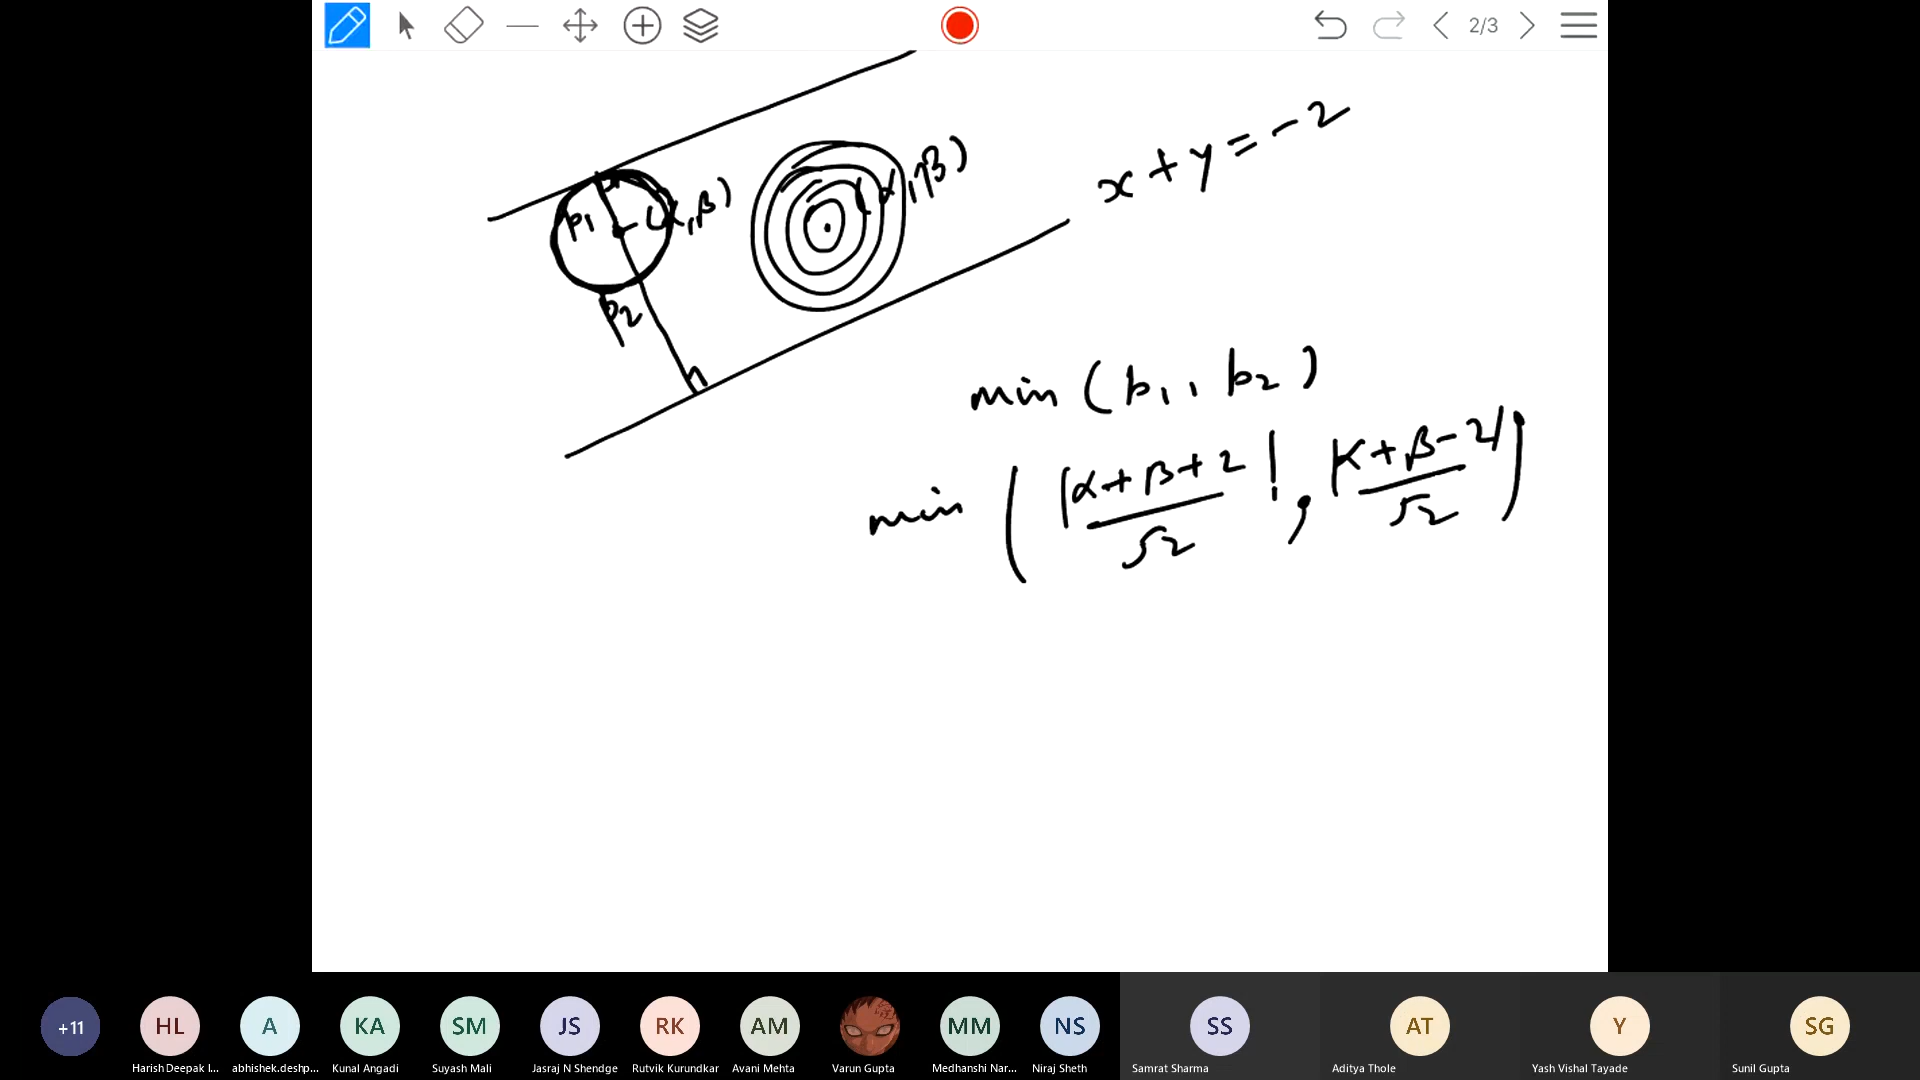 2/3
x + y = -2
(α, β)
(α, β)
p1
p2
min (p1, p2)
min ( |α+β+2| / √2 , |α+β-2| / √2 )
+11
HL
A
KA
SM
JS
RK
AM
MM
NS
SS
AT
Y
SG
Harish Deepak I...
abhishek.deshp...
Kunal Angadi
Suyash Mali
Jasraj N Shendge
Rutvik Kurundkar
Avani Mehta
Varun Gupta
Medhanshi Nar...
Niraj Sheth
Samrat Sharma
Aditya Thole
Yash Vishal Tayade
Sunil Gupta